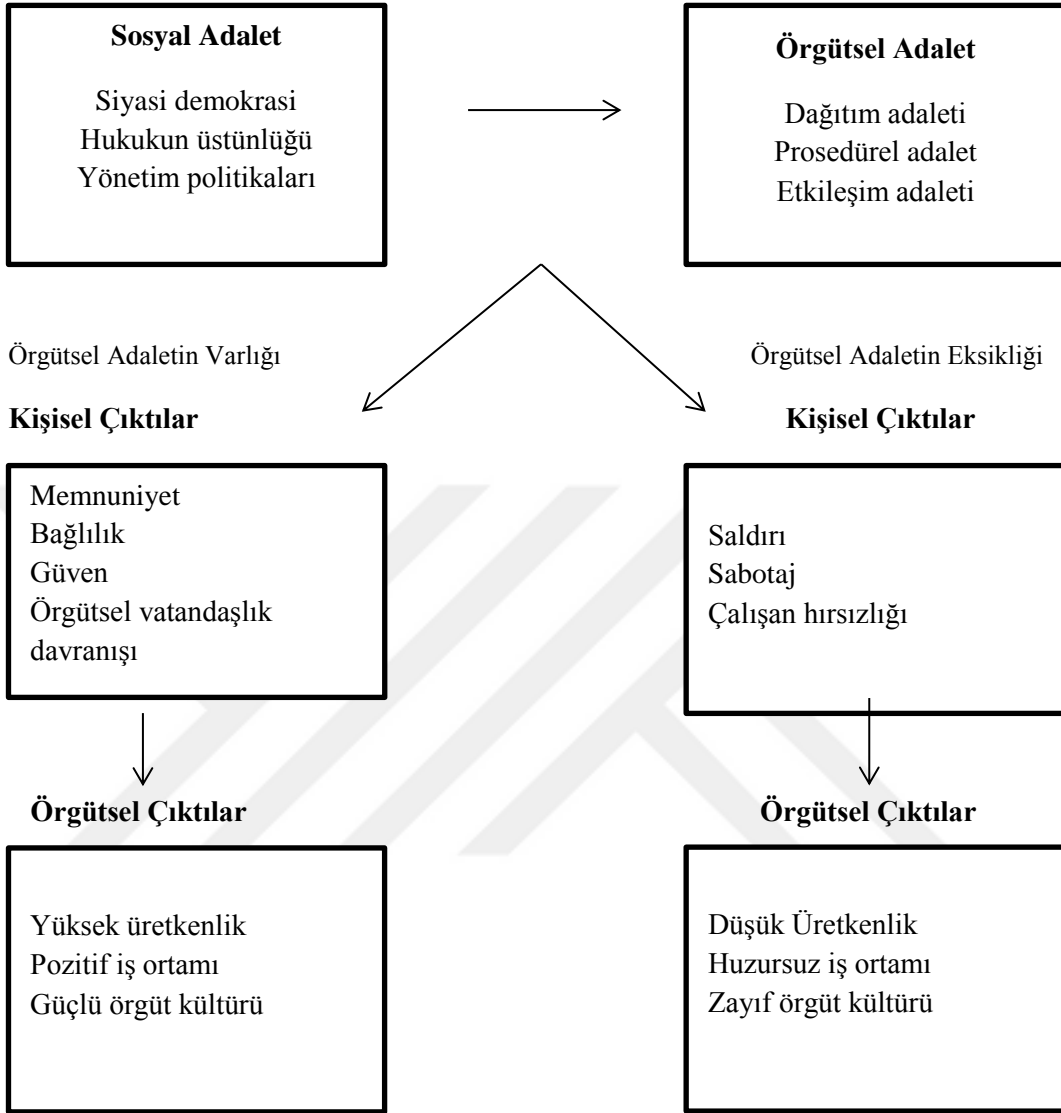 Sosyal Adalet
Siyasi demokrasi
Hukukun üstünlüğü
Yönetim politikaları
Örgütsel Adalet
Dağıtım adaleti
Prosedürel adalet
Etkileşim adaleti
Örgütsel Adaletin Varlığı
Örgütsel Adaletin Eksikliği
Kişisel Çıktılar
Kişisel Çıktılar
Memnuniyet
Bağlılık
Güven
Örgütsel vatandaşlık
davranışı
Saldırı
Sabotaj
Çalışan hırsızlığı
Örgütsel Çıktılar
Örgütsel Çıktılar
Yüksek üretkenlik
Pozitif iş ortamı
Güçlü örgüt kültürü
Düşük Üretkenlik
Huzursuz iş ortamı
Zayıf örgüt kültürü